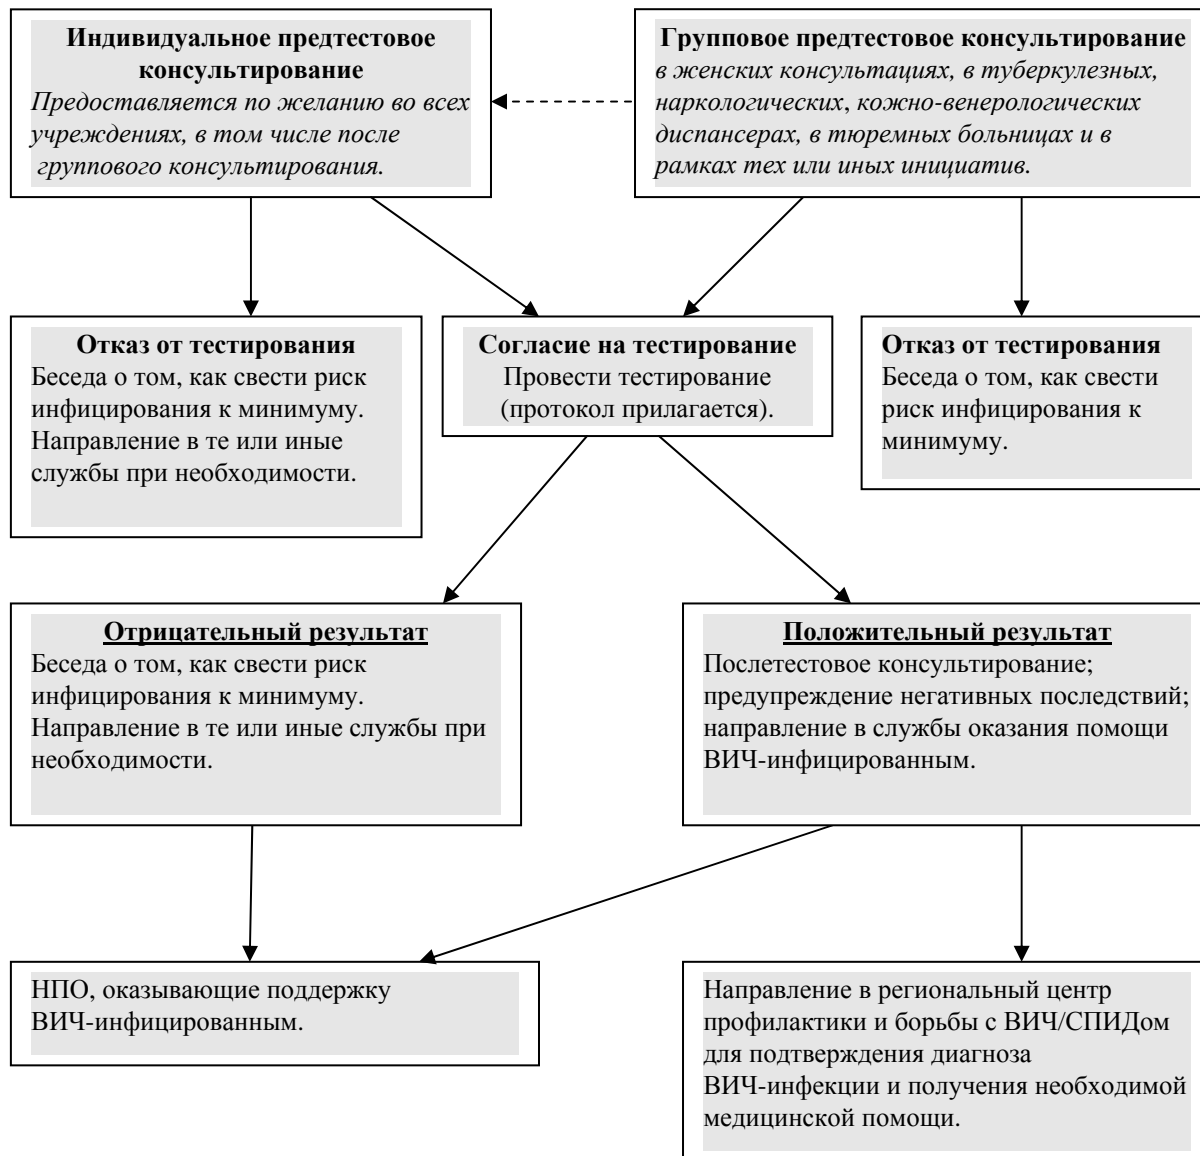 Индивидуальное предтестовое
консультирование
Предоставляется по желанию во всех
учреждениях, в том числе после
группового консультирования.
Групповое предтестовое консультирование
в женских консультациях, в туберкулезных,
наркологических, кожно-венерологических
диспансерах, в тюремных больницах и в
рамках тех или иных инициатив.
Отказ от тестирования
Беседа о том, как свести риск
инфицирования к минимуму.
Направление в те или иные
службы при необходимости.
Согласие на тестирование
Провести тестирование
(протокол прилагается).
Отказ от тестирования
Беседа о том, как свести
риск инфицирования к
минимуму.
Отрицательный результат
Беседа о том, как свести риск
инфицирования к минимуму.
Направление в те или иные службы при
необходимости.
Положительный результат
Послетестовое консультирование;
предупреждение негативных последствий;
направление в службы оказания помощи
ВИЧ-инфицированным.
НПО, оказывающие поддержку
ВИЧ-инфицированным.
Направление в региональный центр
профилактики и борьбы с ВИЧ/СПИДом
для подтверждения диагноза
ВИЧ-инфекции и получения необходимой
медицинской помощи.